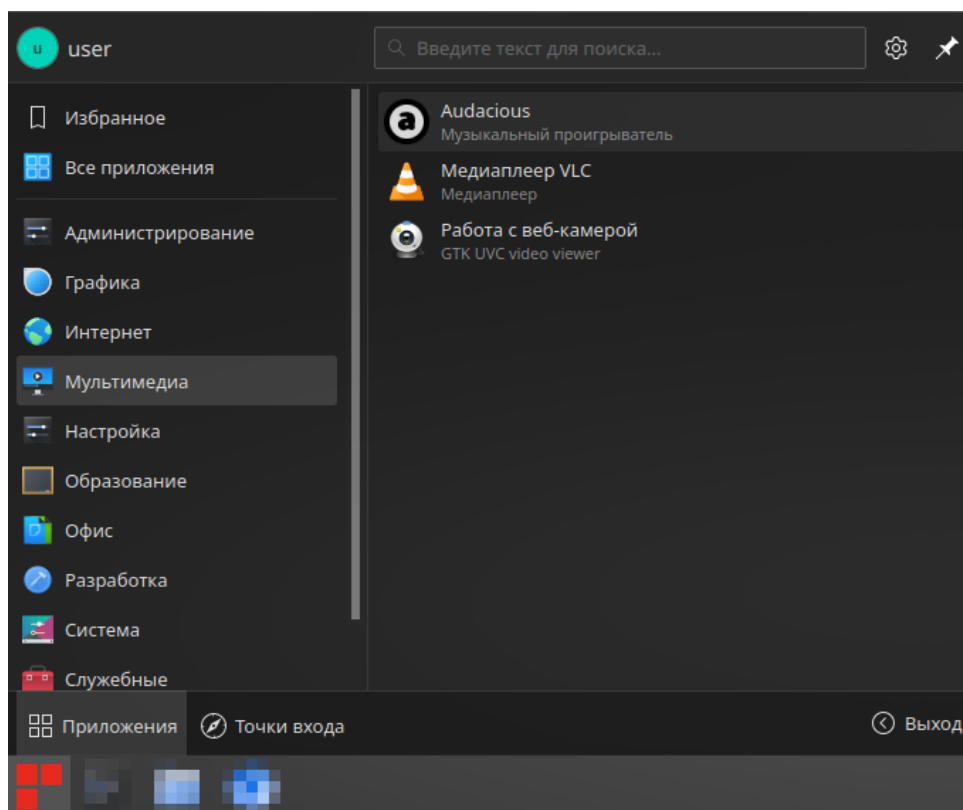 u
user
Введите текст для поиска...
Избранное
Все приложения
Администрирование
Графика
Интернет
Мультимедиа
Настройка
Образование
Офис
Разработка
Система
Служебные
Audacious
Музыкальный проигрыватель
Медиаплеер VLC
Медиаплеер
Работа с веб-камерой
GTK UVC video viewer
Приложения
Точки входа
Выход